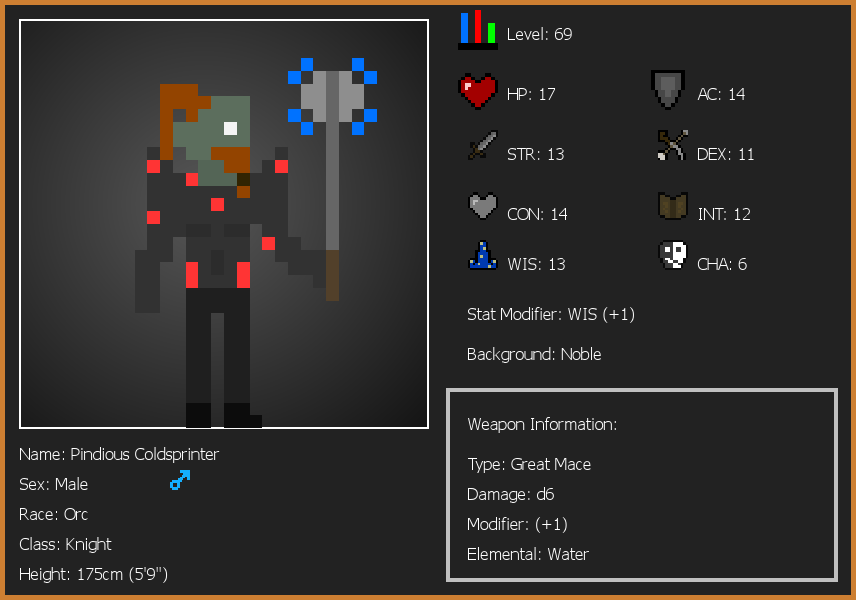 Level: 69
HP: 17
AC: 14
STR: 13
DEX: 11
CON: 14
INT: 12
WIS: 13
CHA: 6
Stat Modifier: WIS (+1)
Background: Noble
Weapon Information:
Type: Great Mace
Damage: d6
Modifier: (+1)
Elemental: Water
Name: Pindious Coldsprinter
Sex: Male
Race: Orc
Class: Knight
Height: 175cm (5'9")